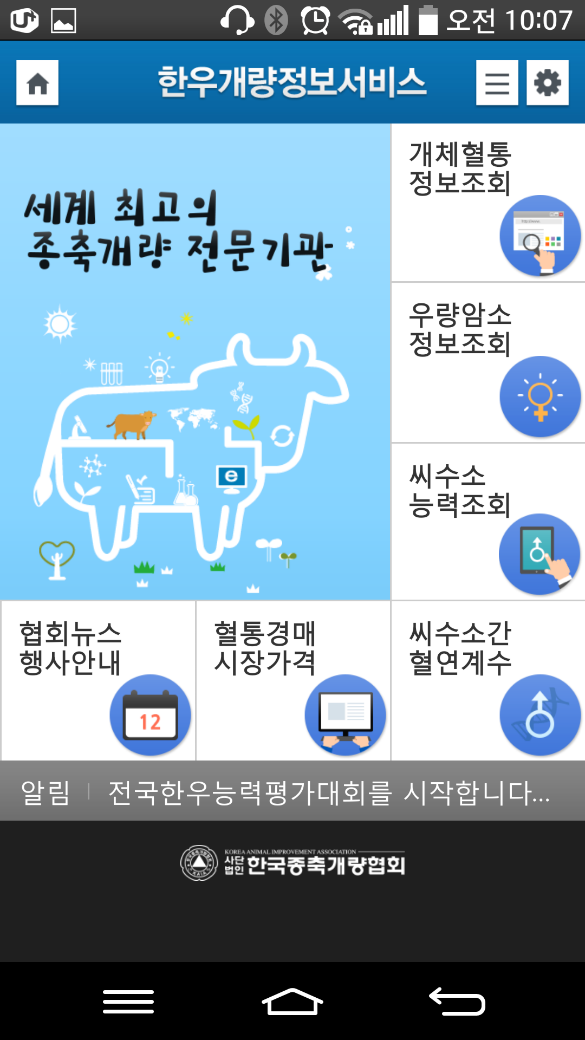 오전 10:07
한우개량정보서비스
세계 최고의
종축개량 전문기관
개체혈통
정보조회
우량암소
정보조회
씨수소
능력조회
협회뉴스
행사안내
12
혈통경매
시장가격
씨수소간
혈연계수
알림 | 전국한우능력평가대회를 시작합니다...
KOREA ANIMAL IMPROVEMENT ASSOCIATION
사단
법인 한국종축개량협회